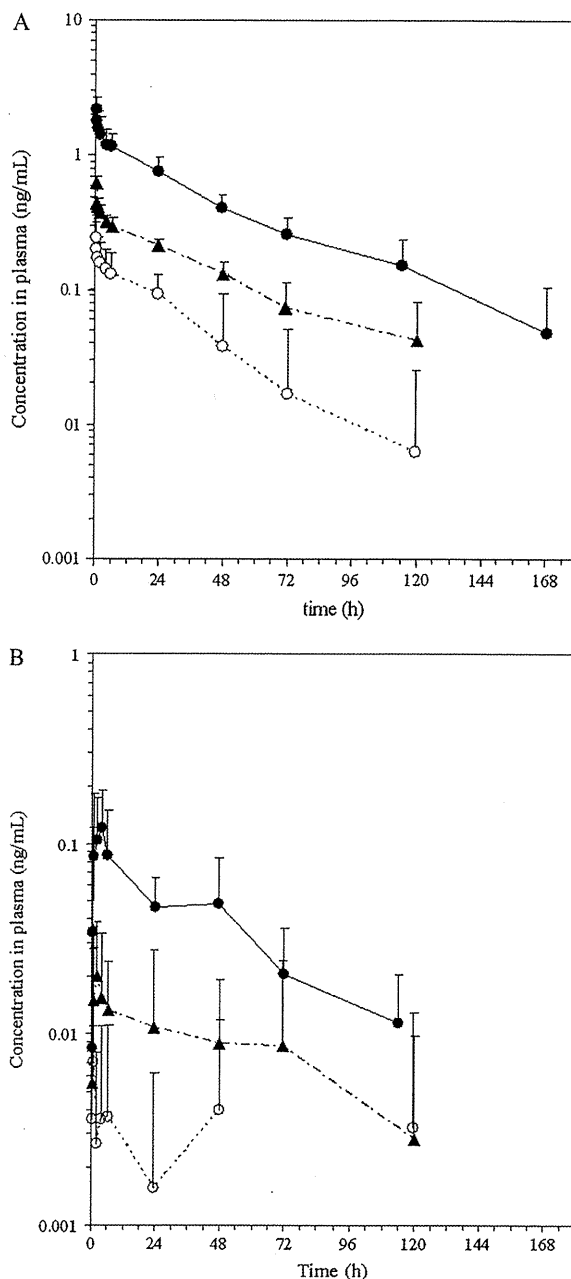 A
10
1
0.1
01
0.001
Concentration in plasma (ng/mL)
0 24 48 72 96 120 144 168
time (h)
B
1
0.1
0.01
0.001
Concentration in plasma (ng/mL)
0 24 48 72 96 120 144 168
Time (h)